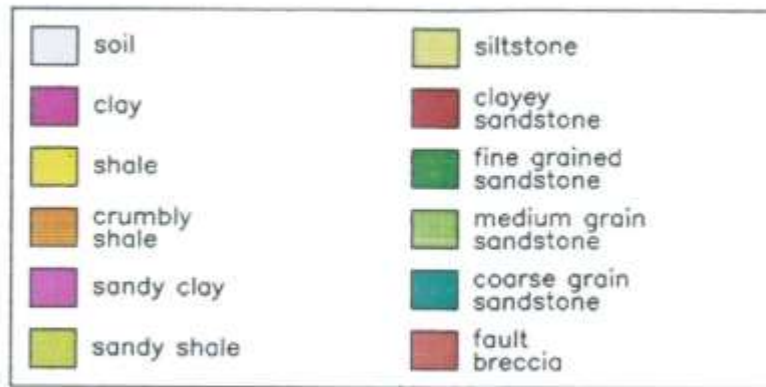 soil
clay
shale
crumbly
shale
sandy clay
sandy shale
siltstone
clayey
sandstone
fine grained
sandstone
medium grain
sandstone
coarse grain
sandstone
fault
breccia